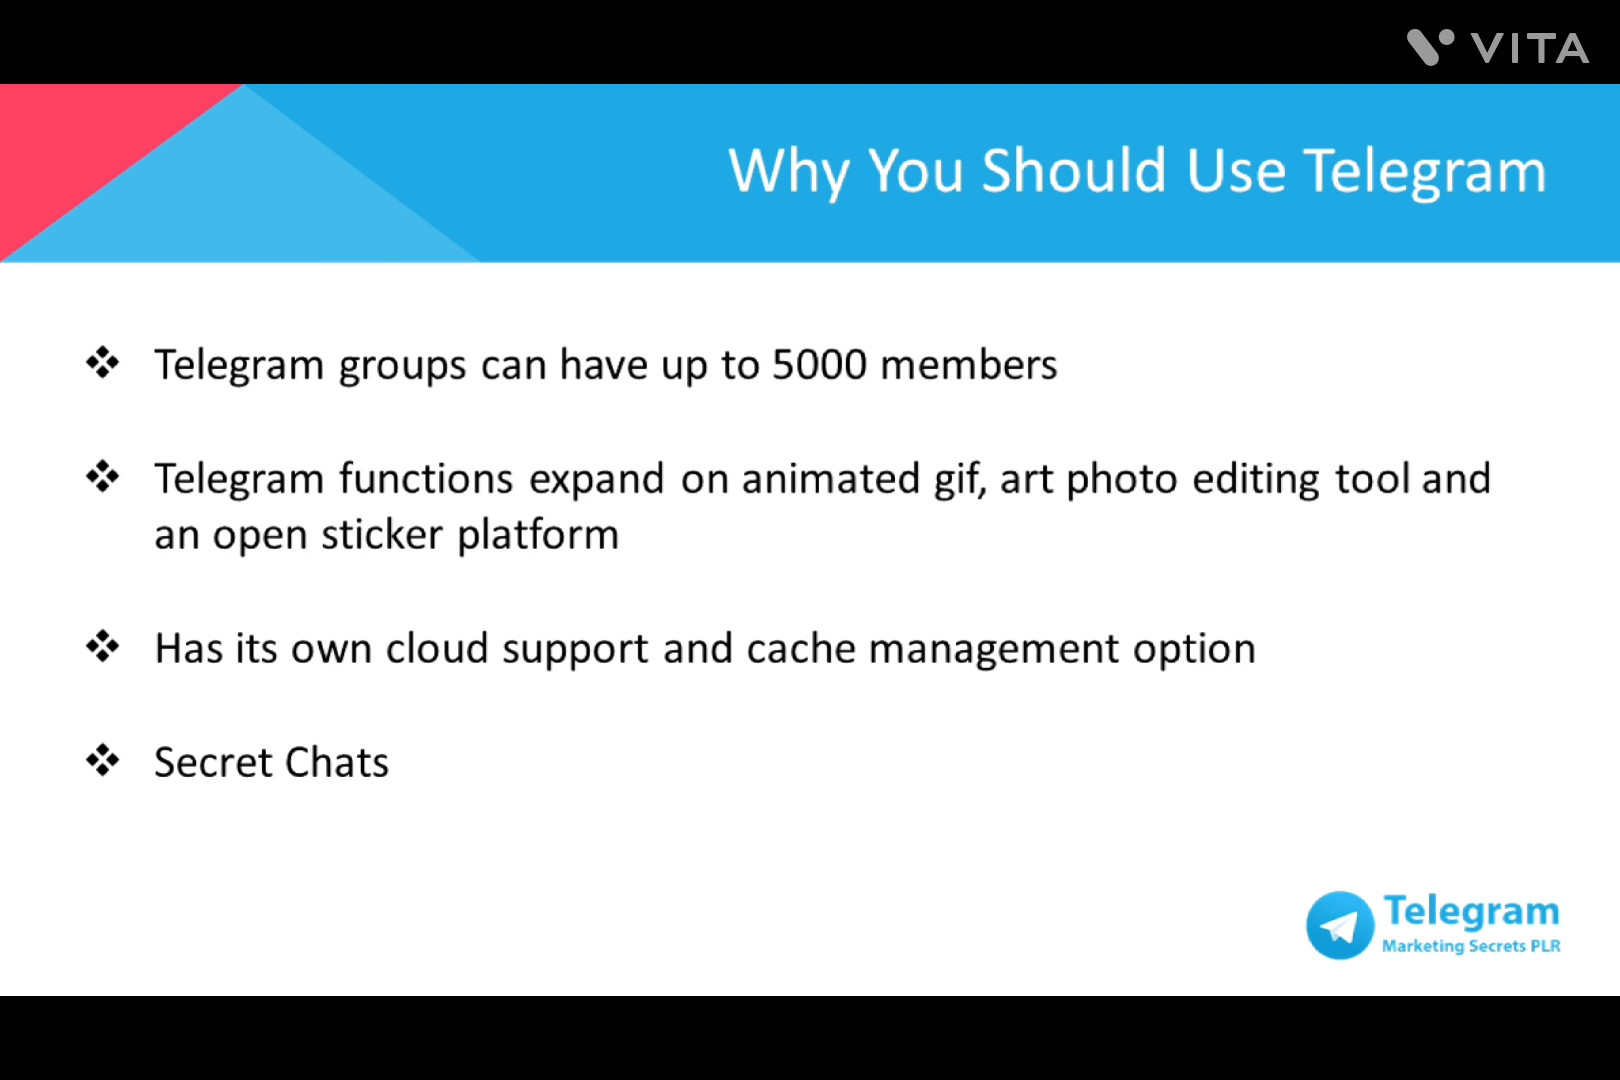 VITA
Why You Should Use Telegram
❖ Telegram groups can have up to 5000 members
❖ Telegram functions expand on animated gif, art photo editing tool and
an open sticker platform
❖ Has its own cloud support and cache management option
❖ Secret Chats
Telegram
Marketing Secrets PLR